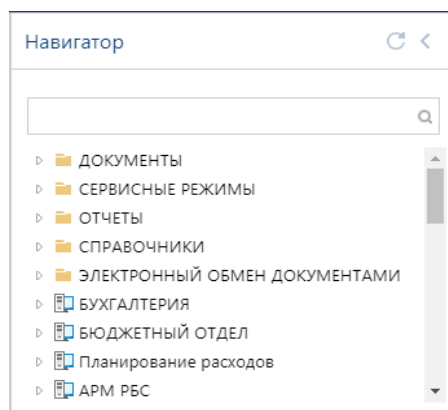 Навигатор
ДОКУМЕНТЫ
СЕРВИСНЫЕ РЕЖИМЫ
ОТЧЕТЫ
СПРАВОЧНИКИ
ЭЛЕКТРОННЫЙ ОБМЕН ДОКУМЕНТАМИ
БУХГАЛТЕРИЯ
БЮДЖЕТНЫЙ ОТДЕЛ
Планирование расходов
АРМ РБС